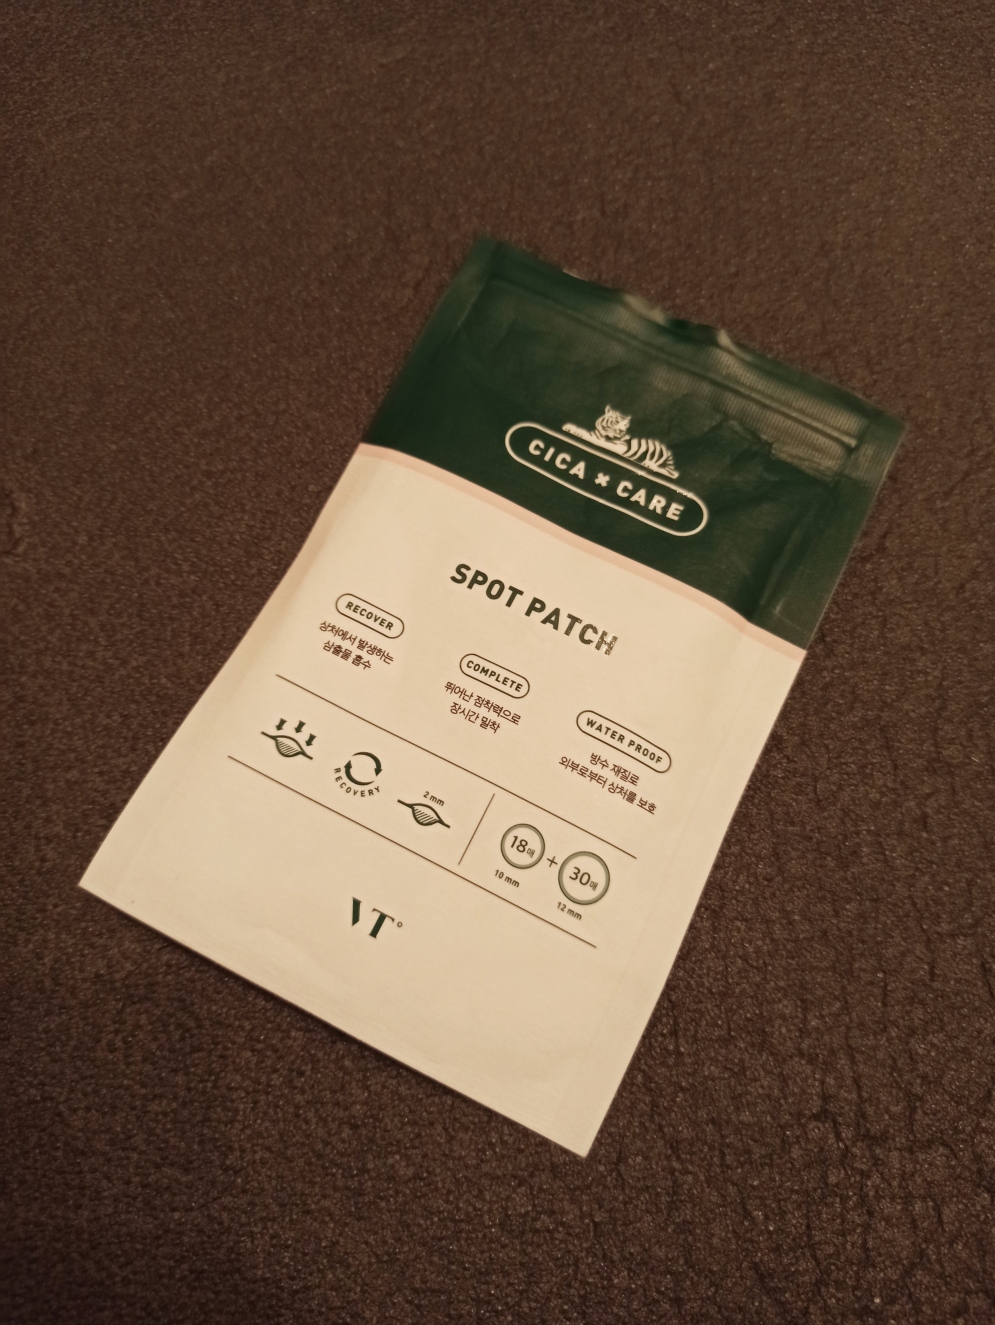 CICA × CARE
SPOT PATCH
RECOVER
상처에서 발생하는
삼출물 흡수
COMPLETE
뛰어난 점착력으로
장시간 밀착
WATER PROOF
방수 재질로
외부로부터 상처를 보호
RECOVERY
2 mm
18매 + 30매
10 mm
12 mm
VT